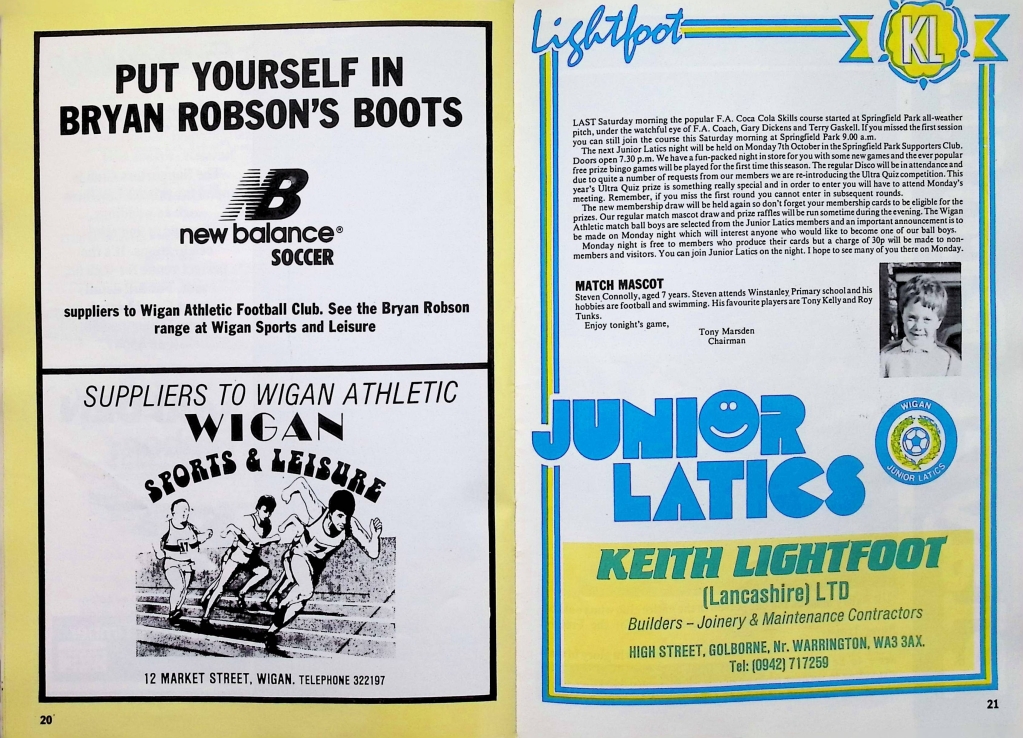 PUT YOURSELF IN
BRYAN ROBSON'S BOOTS
NB
new balance®
SOCCER
suppliers to Wigan Athletic Football Club. See the Bryan Robson
range at Wigan Sports and Leisure
SUPPLIERS TO WIGAN ATHLETIC
WIGAN
SPORTS & LEISURE
17
12 MARKET STREET, WIGAN. TELEPHONE 322197
20
Lightfoot
KL
LAST Saturday morning the popular F.A. Coca Cola Skills course started at Springfield Park all-weather
pitch, under the watchful eye of F.A. Coach, Gary Dickens and Terry Gaskell. If you missed the first session
you can still join the course this Saturday morning at Springfield Park 9.00 a.m.
The next Junior Latics night will be held on Monday 7th October in the Springfield Park Supporters Club.
Doors open 7.30 p.m. We have a fun-packed night in store for you with some new games and the ever popular
free prize bingo games will be played for the first time this season. The regular Disco will be in attendance and
due to quite a number of requests from our members we are re-introducing the Ultra Quiz competition. This
year's Ultra Quiz prize is something really special and in order to enter you will have to attend Monday's
meeting. Remember, if you miss the first round you cannot enter in subsequent rounds.
The new membership draw will be held again so don't forget your membership cards to be eligible for the
prizes. Our regular match mascot draw and prize raffles will be run sometime during the evening. The Wigan
Athletic match ball boys are selected from the Junior Latics members and an important announcement is to
be made on Monday night which will interest anyone who would like to become one of our ball boys.
Monday night is free to members who produce their cards but a charge of 30p will be made to non-
members and visitors. You can join Junior Latics on the night. I hope to see many of you there on Monday.
MATCH MASCOT
Steven Connolly, aged 7 years. Steven attends Winstanley Primary school and his
hobbies are football and swimming. His favourite players are Tony Kelly and Roy
Tunks.
Enjoy tonight's game,
Tony Marsden
Chairman
JUNIOR
LATICS
WIGAN
JUNIOR LATICS
KEITH LIGHTFOOT
(Lancashire) LTD
Builders – Joinery & Maintenance Contractors
HIGH STREET, GOLBORNE, Nr. WARRINGTON, WA3 3AX.
Tel: (0942) 717259
21